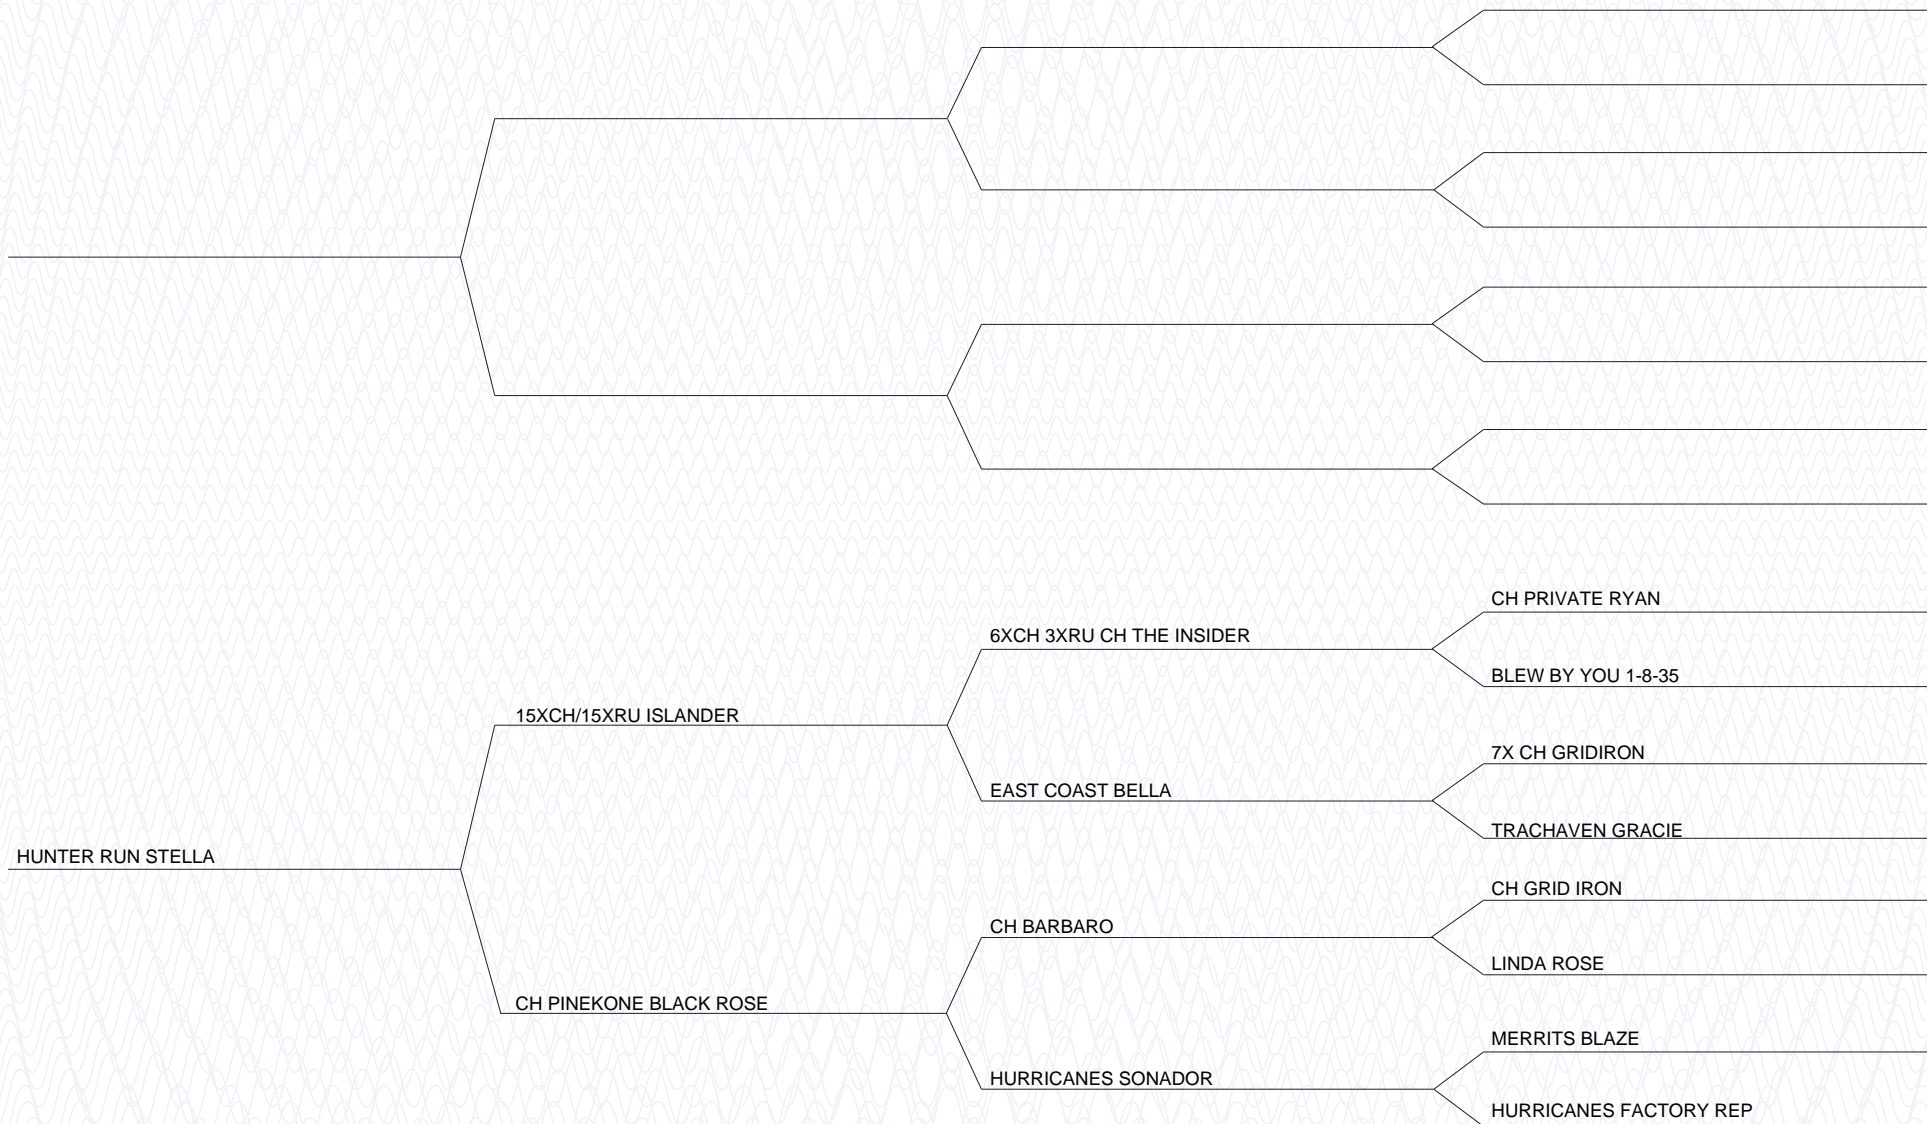 CH PRIVATE RYAN
6XCH 3XRU CH THE INSIDER
BLEW BY YOU 1-8-35
15XCH/15XRU ISLANDER
7X CH GRIDIRON
EAST COAST BELLA
TRACHAVEN GRACIE
HUNTER RUN STELLA
CH GRID IRON
CH BARBARO
LINDA ROSE
CH PINEKONE BLACK ROSE
MERRITS BLAZE
HURRICANES SONADOR
HURRICANES FACTORY REP